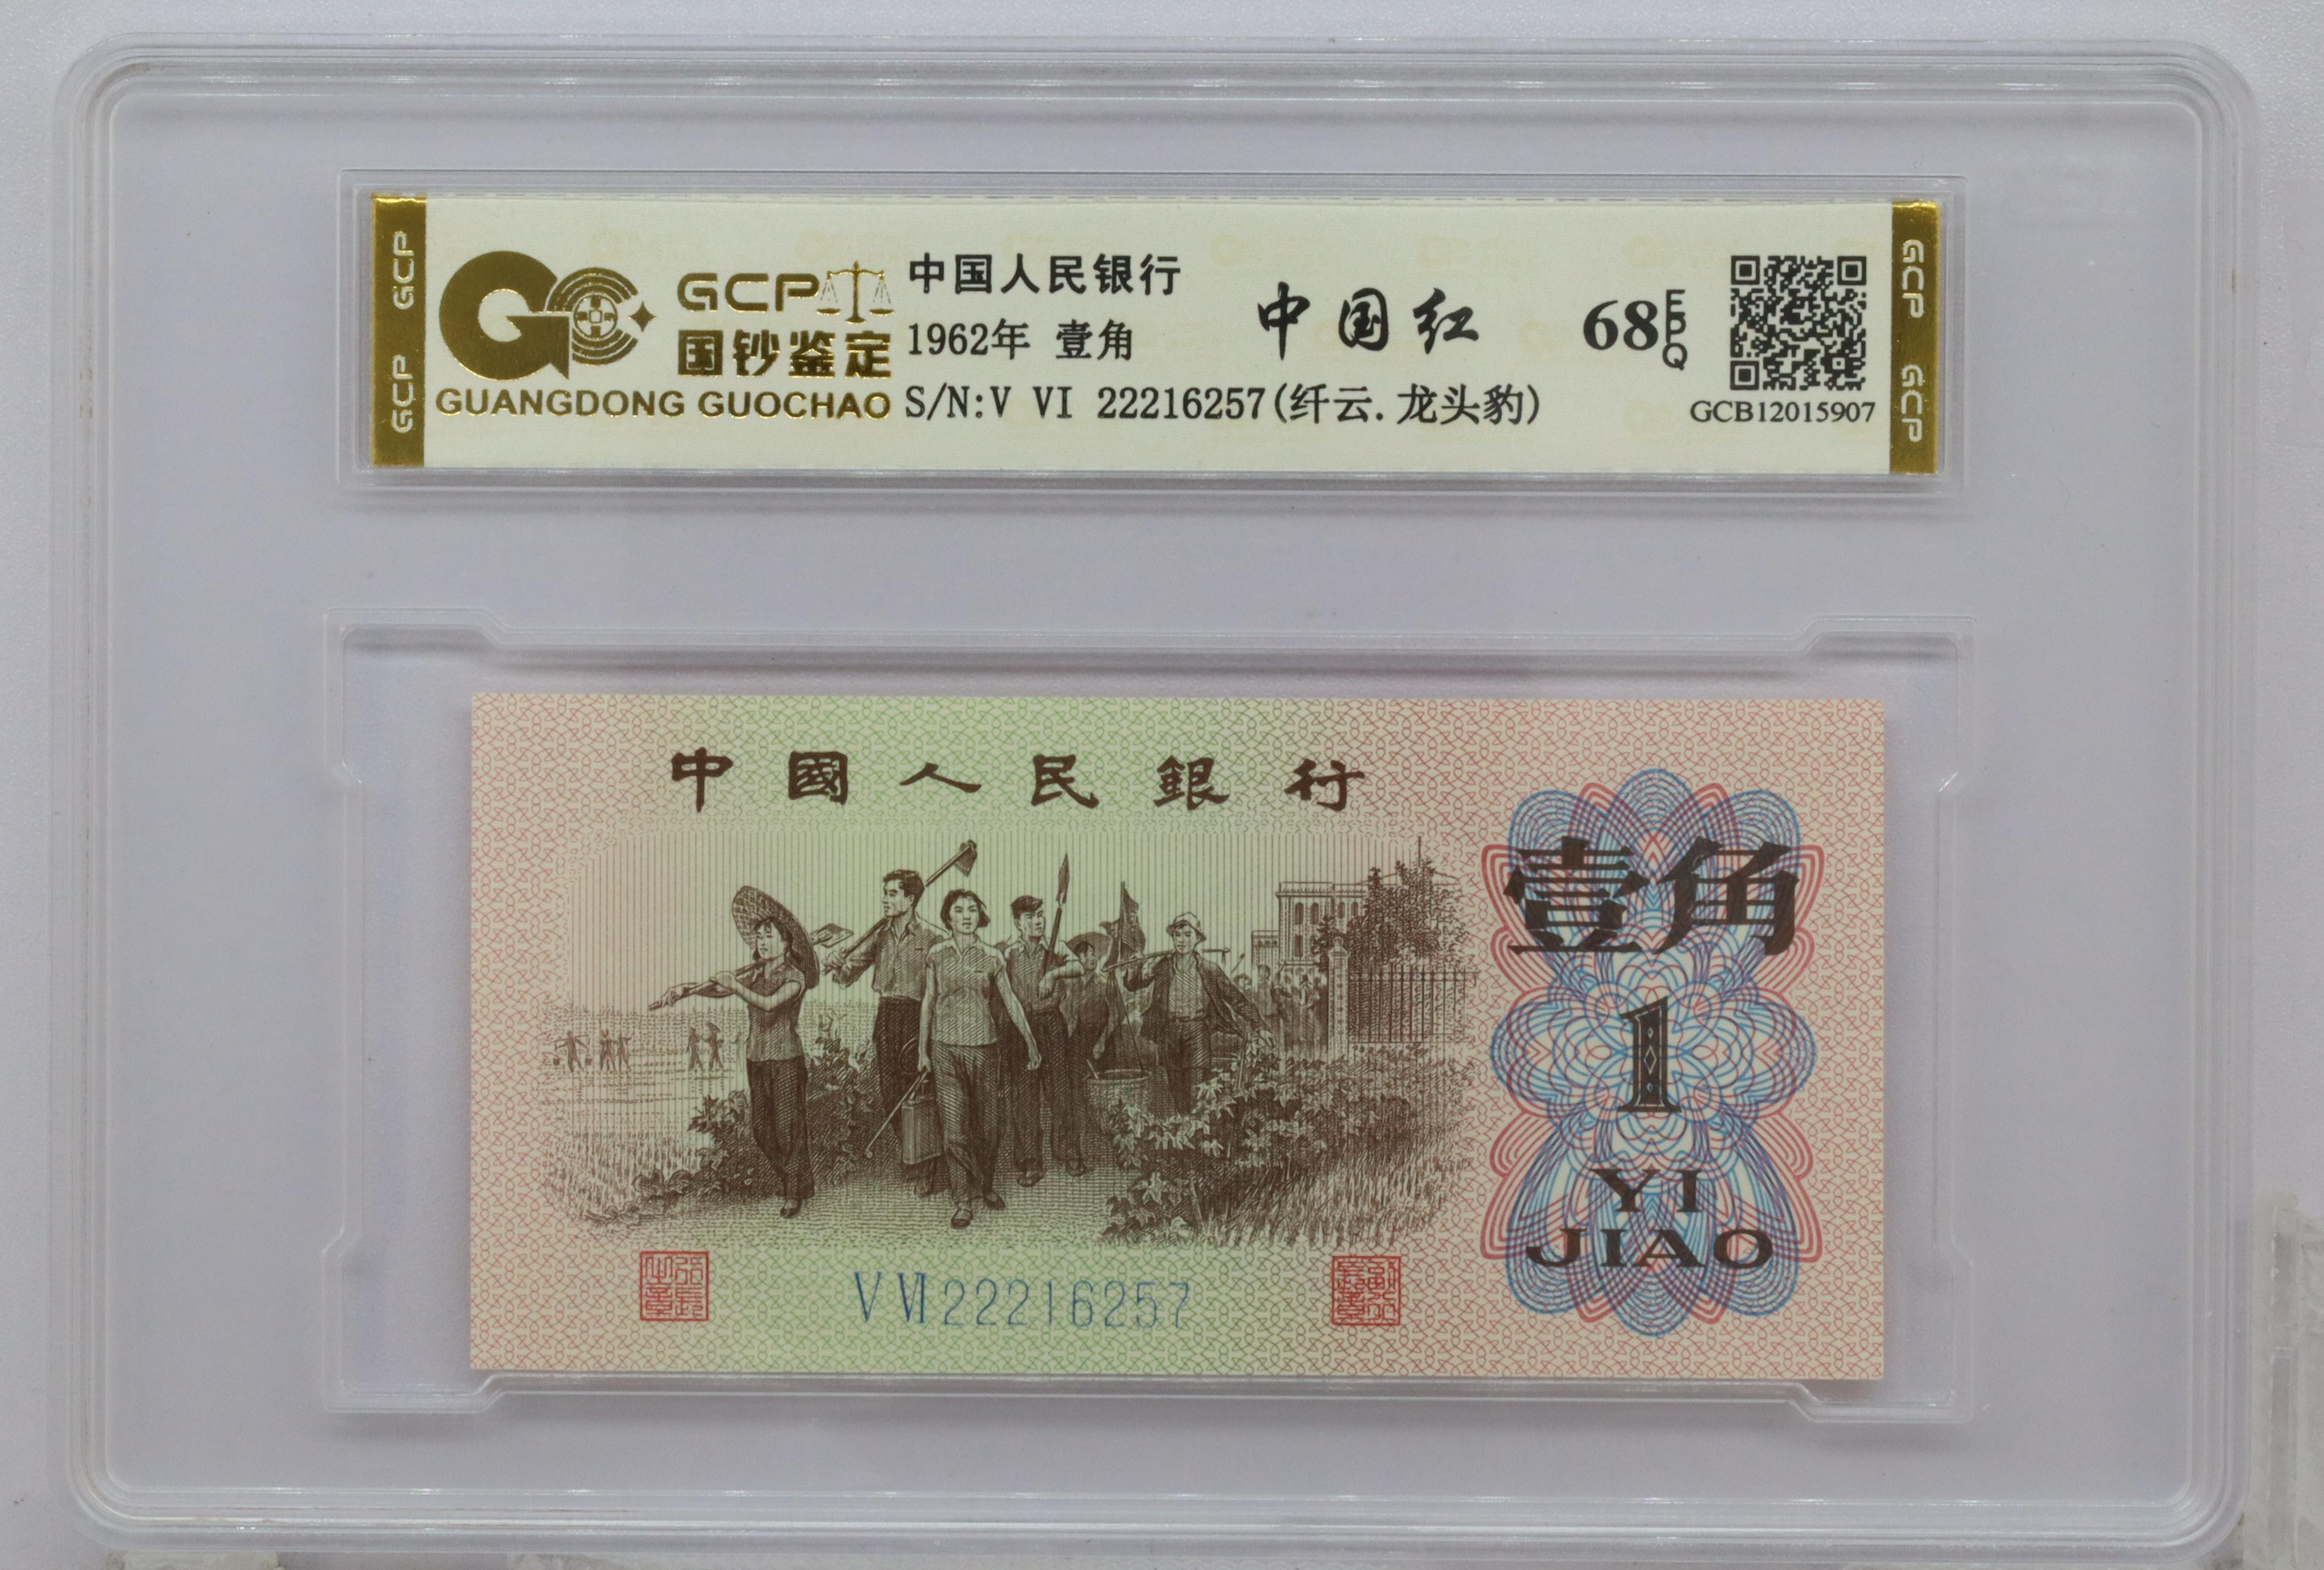 GCP GCP
GCP
国钞鉴定
GUANGDONG GUOCHAO
中国人民银行
1962年 壹角
S/N:V VI 22216257(纤云.龙头豹)
中国红
68 EPQ
GCB12015907
GCP GCP
中國人民銀行
壹角
1
YI
JIAO
V VI 22216257